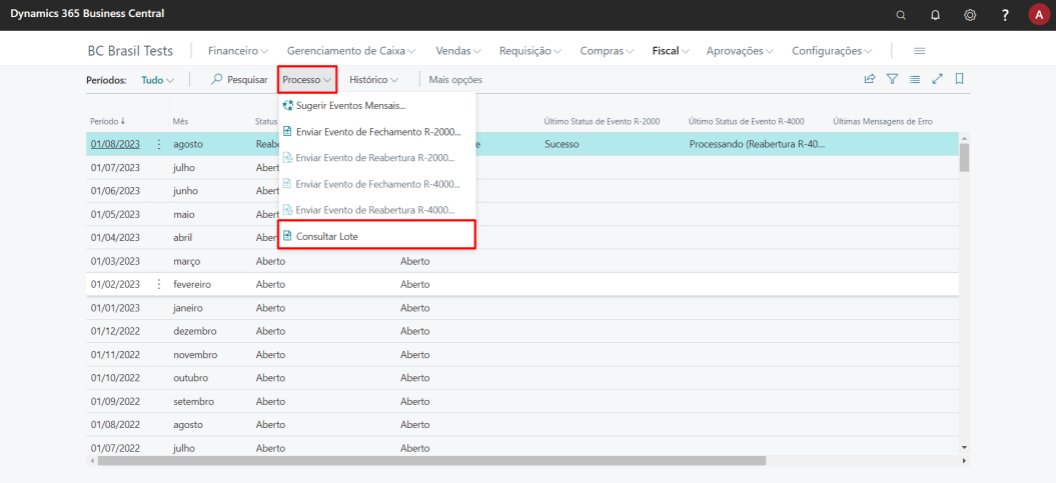 Dynamics 365 Business Central ? A
BC Brasil Tests Financeiro Gerenciamento de Caixa Vendas Requisição Compras Fiscal Aprovações Configurações
Períodos: Tudo Pesquisar Processo Histórico Mais opções
Sugerir Eventos Mensais...
Enviar Evento de Fechamento R-2000...
Enviar Evento de Reabertura R-2000...
Enviar Evento de Fechamento R-4000...
Enviar Evento de Reabertura R-4000...
Consultar Lote
Período ↓ Mês Status Último Status de Evento R-2000 Último Status de Evento R-4000 Últimas Mensagens de Erro
01/08/2023 agosto Sucesso Processando (Reabertura R-40...
01/07/2023 julho
01/06/2023 junho
01/05/2023 maio
01/04/2023 abril
01/03/2023 março Aberto Aberto
01/02/2023 fevereiro Aberto Aberto
01/01/2023 janeiro Aberto Aberto
01/12/2022 dezembro Aberto Aberto
01/11/2022 novembro Aberto Aberto
01/10/2022 outubro Aberto Aberto
01/09/2022 setembro Aberto Aberto
01/08/2022 agosto Aberto Aberto
01/07/2022 julho Aberto Aberto